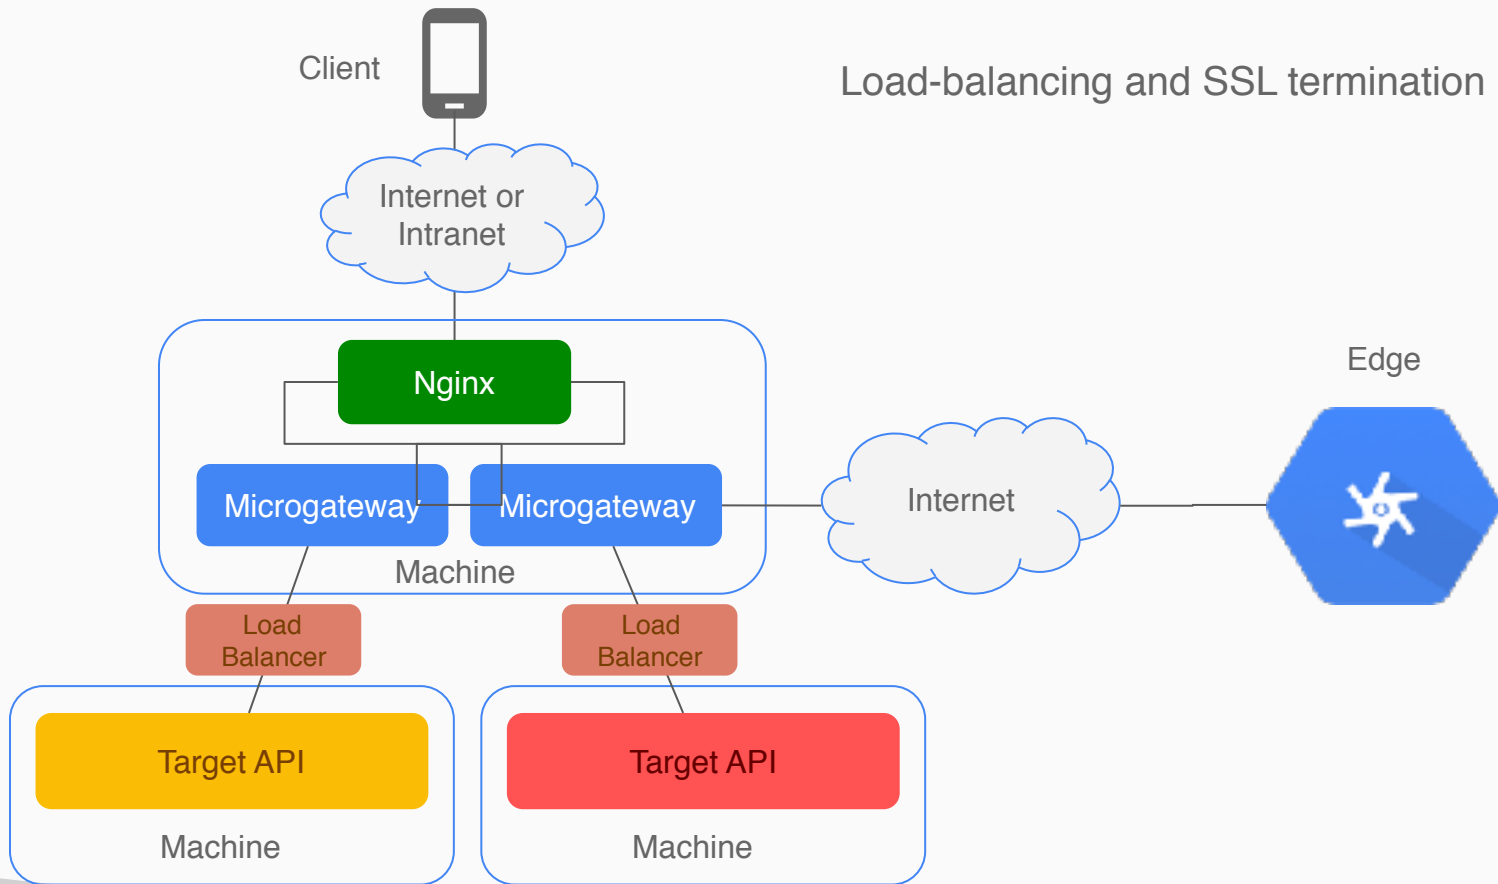 Client
Load-balancing and SSL termination
Internet or
Intranet
Nginx
Edge
Microgateway
Microgateway
Internet
Machine
Load
Balancer
Load
Balancer
Target API
Target API
Machine
Machine